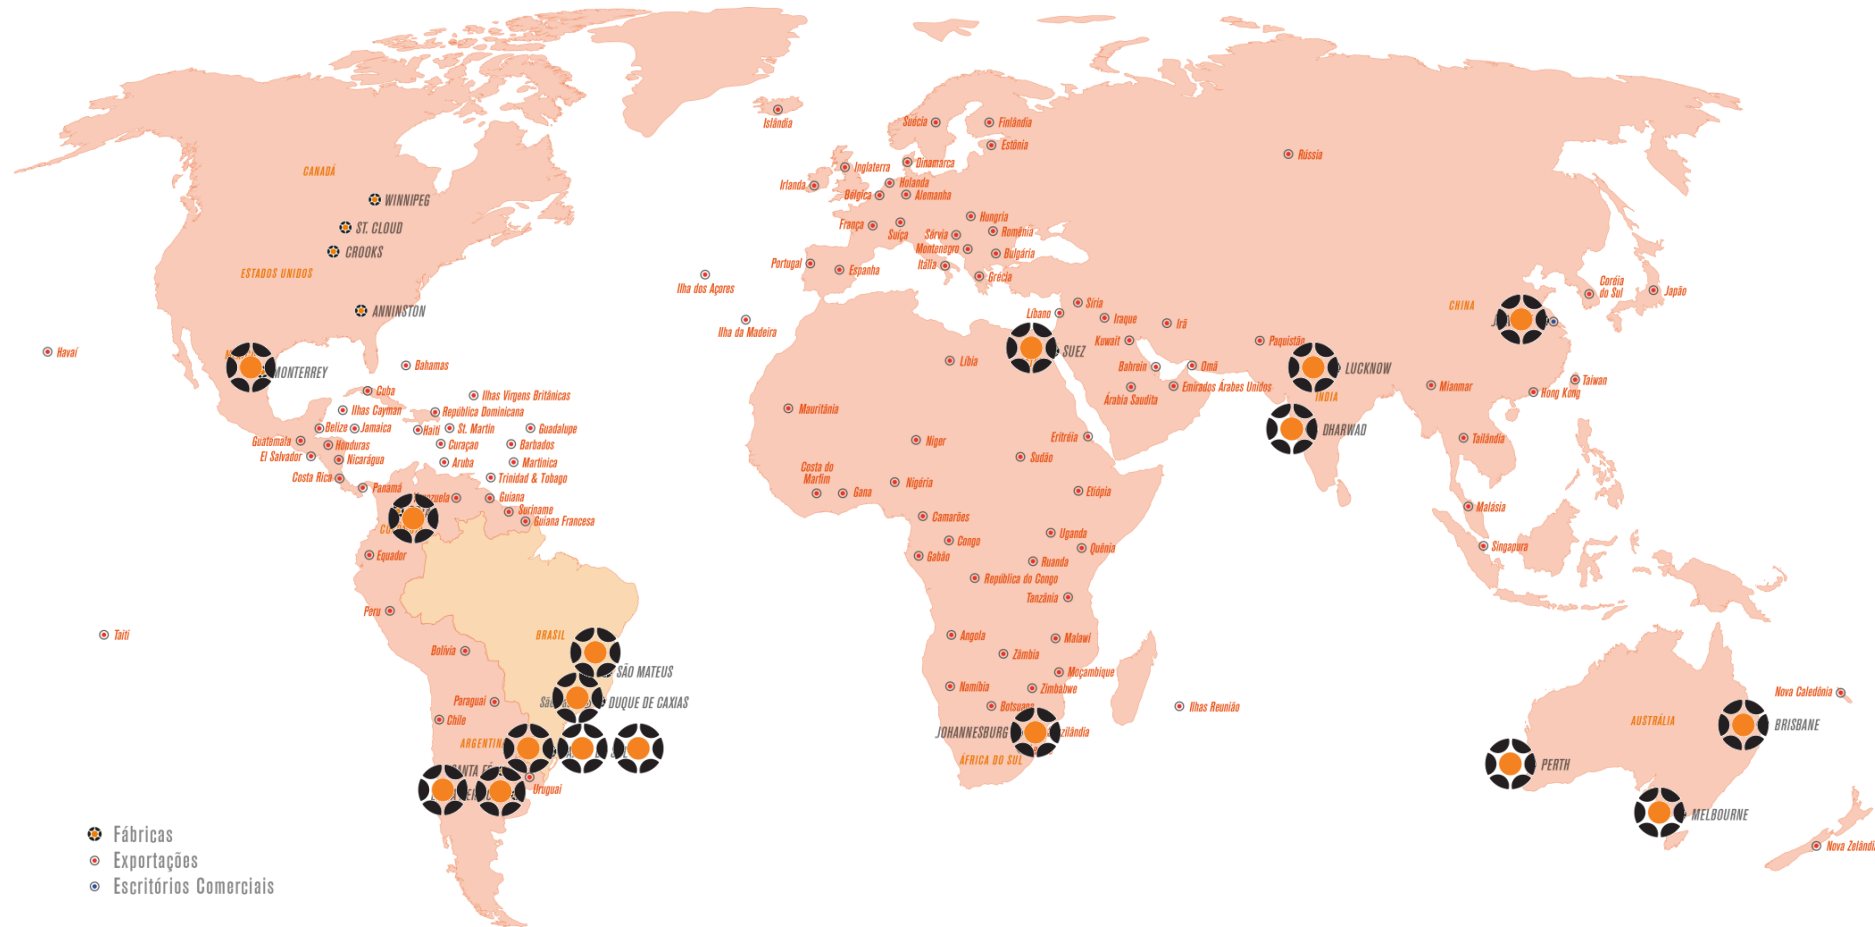 CANADÁ
WINNIPEG
ST. CLOUD
CROOKS
ESTADOS UNIDOS
ANNINSTON
MONTERREY
Havaí
Bahamas
Cuba
Ilhas Virgens Britânicas
Ilhas Cayman
República Dominicana
Belize
Jamaica
Haiti
St. Martin
Guadalupe
Guatemala
Honduras
Curaçao
Barbados
El Salvador
Nicarágua
Aruba
Martinica
Costa Rica
Trinidad & Tobago
Panamá
Guiana
Suriname
Guiana Francesa
Equador
Peru
Taiti
BRASIL
Bolívia
SÃO MATEUS
Paraguai
DUQUE DE CAXIAS
Chile
Uruguai
Islândia
Suécia
Finlândia
Estônia
Rússia
Inglaterra
Dinamarca
Irlanda
Holanda
Bélgica
Alemanha
França
Suíça
Hungria
Sérvia
Romênia
Montenegro
Bulgária
Portugal
Espanha
Itália
Grécia
Ilha dos Açores
Ilha da Madeira
Síria
Líbano
Iraque
Irã
Kuwait
Paquistão
SUEZ
Líbia
Bahrein
Omã
Arábia Saudita
Emirados Árabes Unidos
LUCKNOW
INDIA
DHARWAD
CHINA
Coréia
do Sul
Japão
Mianmar
Taiwan
Hong Kong
Tailândia
Malásia
Singapura
Mauritânia
Niger
Eritréia
Sudão
Costa do
Marfim
Gana
Nigéria
Etiópia
Camarões
Congo
Gabão
Uganda
Quênia
Ruanda
República do Congo
Tanzânia
Angola
Malawi
Zâmbia
Moçambique
Namíbia
Zimbabwe
Botsuana
Ilhas Reunião
JOHANNESBURG
ÁFRICA DO SUL
Nova Caledônia
AUSTRÁLIA
BRISBANE
PERTH
MELBOURNE
Nova Zelândia
Fábricas
Exportações
Escritórios Comerciais